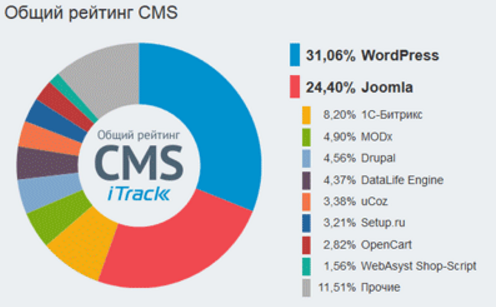 Общий рейтинг CMS
Общий рейтинг
CMS
iTrack
31,06% WordPress
24,40% Joomla
8,20% 1С-Битрикс
4,90% MODx
4,56% Drupal
4,37% DataLife Engine
3,38% uCoz
3,21% Setup.ru
2,82% OpenCart
1,56% WebAsyst Shop-Script
11,51% Прочие